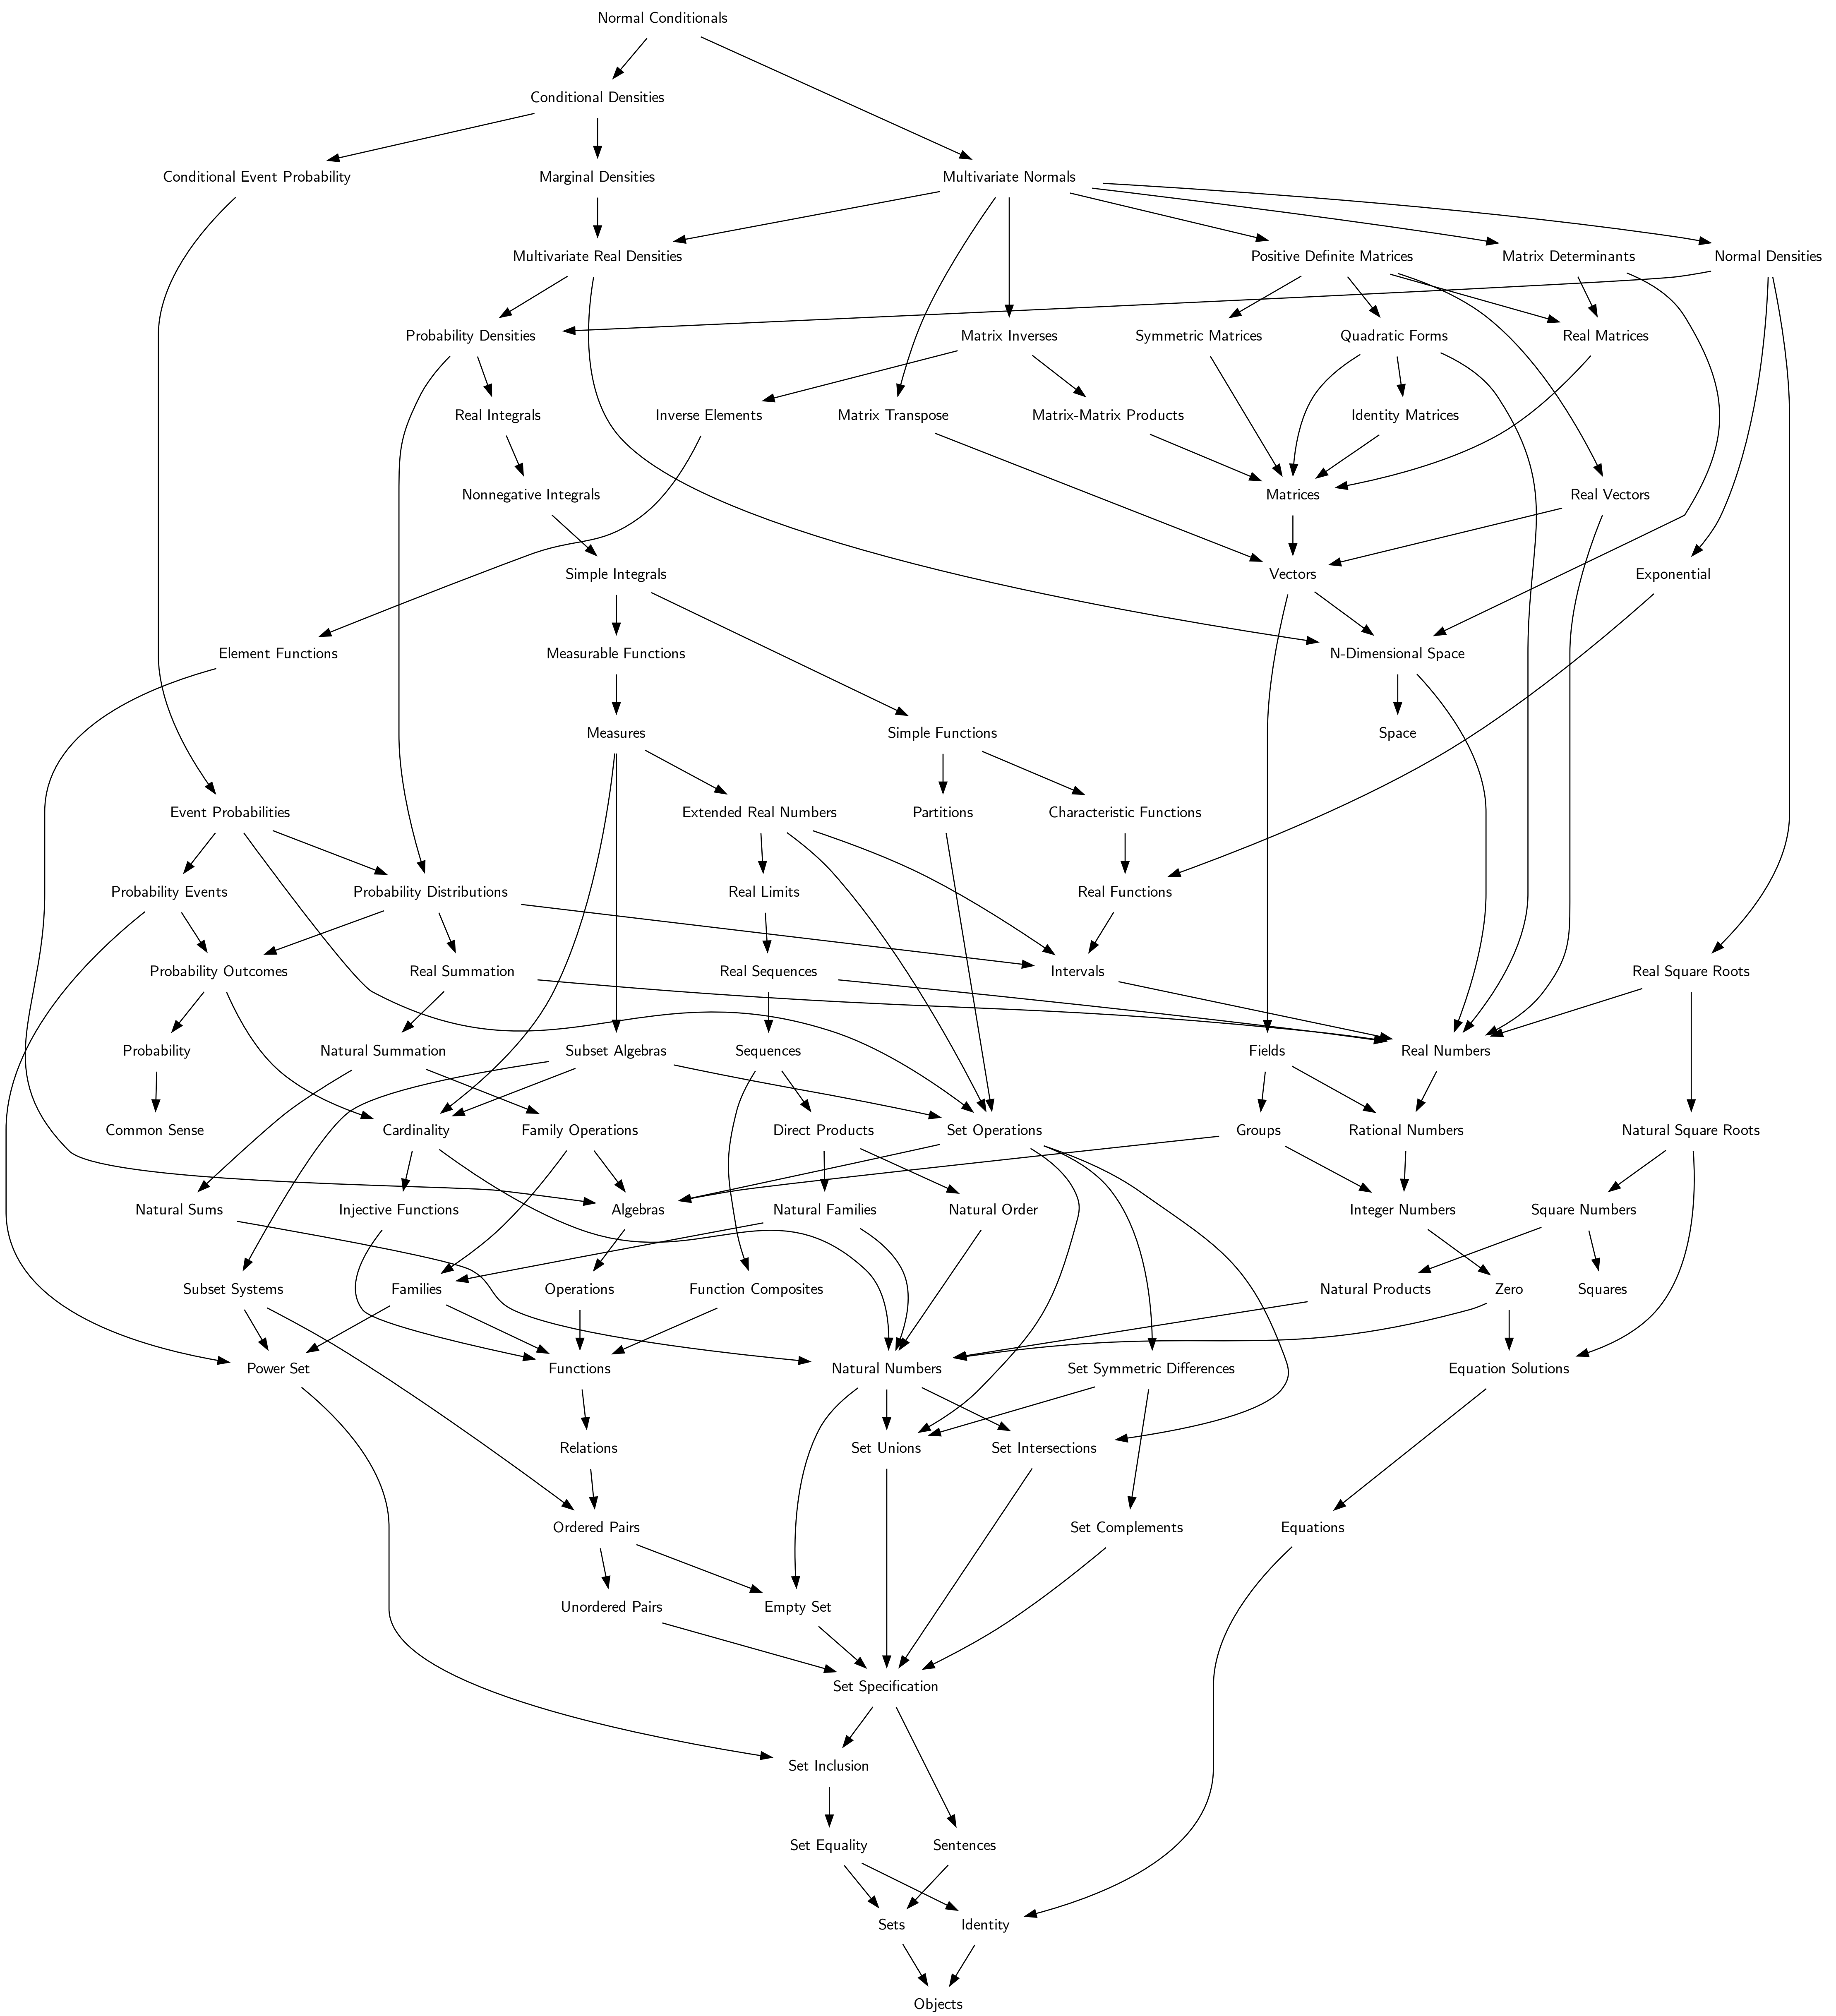 Normal Conditionals
Conditional Densities
Conditional Event Probability
Marginal Densities
Multivariate Normals
Multivariate Real Densities
Positive Definite Matrices
Matrix Determinants
Normal Densities
Probability Densities
Matrix Inverses
Symmetric Matrices
Quadratic Forms
Real Matrices
Real Integrals
Inverse Elements
Matrix Transpose
Matrix-Matrix Products
Identity Matrices
Nonnegative Integrals
Matrices
Real Vectors
Simple Integrals
Vectors
Exponential
Element Functions
Measurable Functions
N-Dimensional Space
Measures
Simple Functions
Space
Event Probabilities
Extended Real Numbers
Partitions
Characteristic Functions
Probability Events
Probability Distributions
Real Limits
Real Functions
Probability Outcomes
Real Summation
Real Sequences
Intervals
Real Square Roots
Probability
Natural Summation
Subset Algebras
Sequences
Fields
Real Numbers
Common Sense
Cardinality
Family Operations
Direct Products
Set Operations
Groups
Rational Numbers
Natural Square Roots
Natural Sums
Injective Functions
Algebras
Natural Families
Natural Order
Integer Numbers
Square Numbers
Subset Systems
Families
Operations
Function Composites
Natural Products
Zero
Squares
Power Set
Functions
Natural Numbers
Set Symmetric Differences
Equation Solutions
Relations
Set Unions
Set Intersections
Ordered Pairs
Set Complements
Equations
Unordered Pairs
Empty Set
Set Specification
Set Inclusion
Set Equality
Sentences
Sets
Identity
Objects